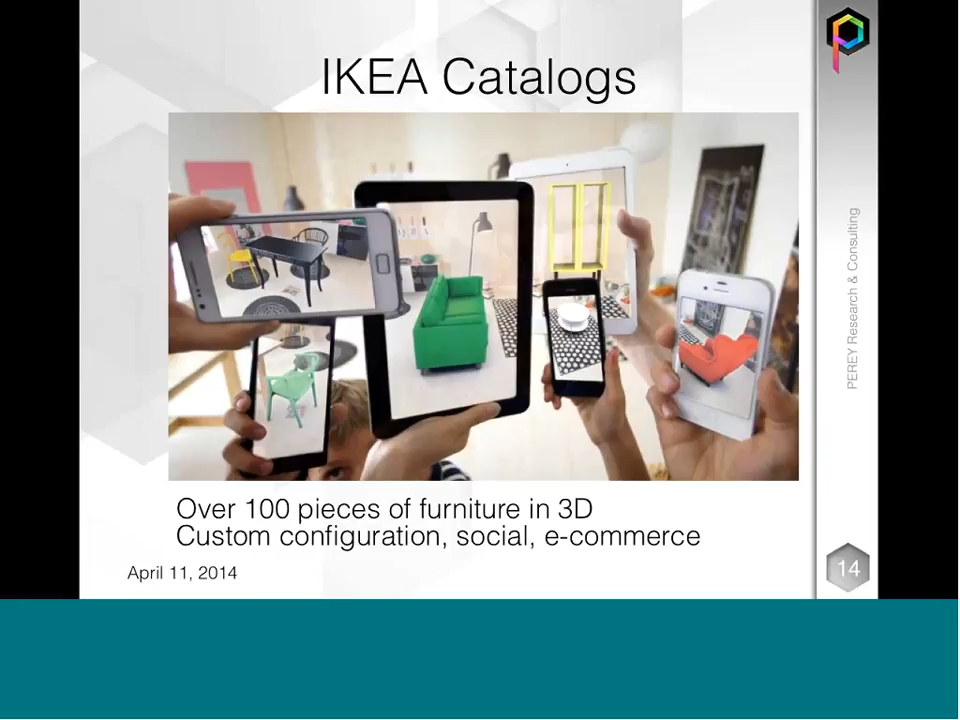 IKEA Catalogs
PEREY Research & Consulting
Over 100 pieces of furniture in 3D
Custom configuration, social, e-commerce
April 11, 2014
14